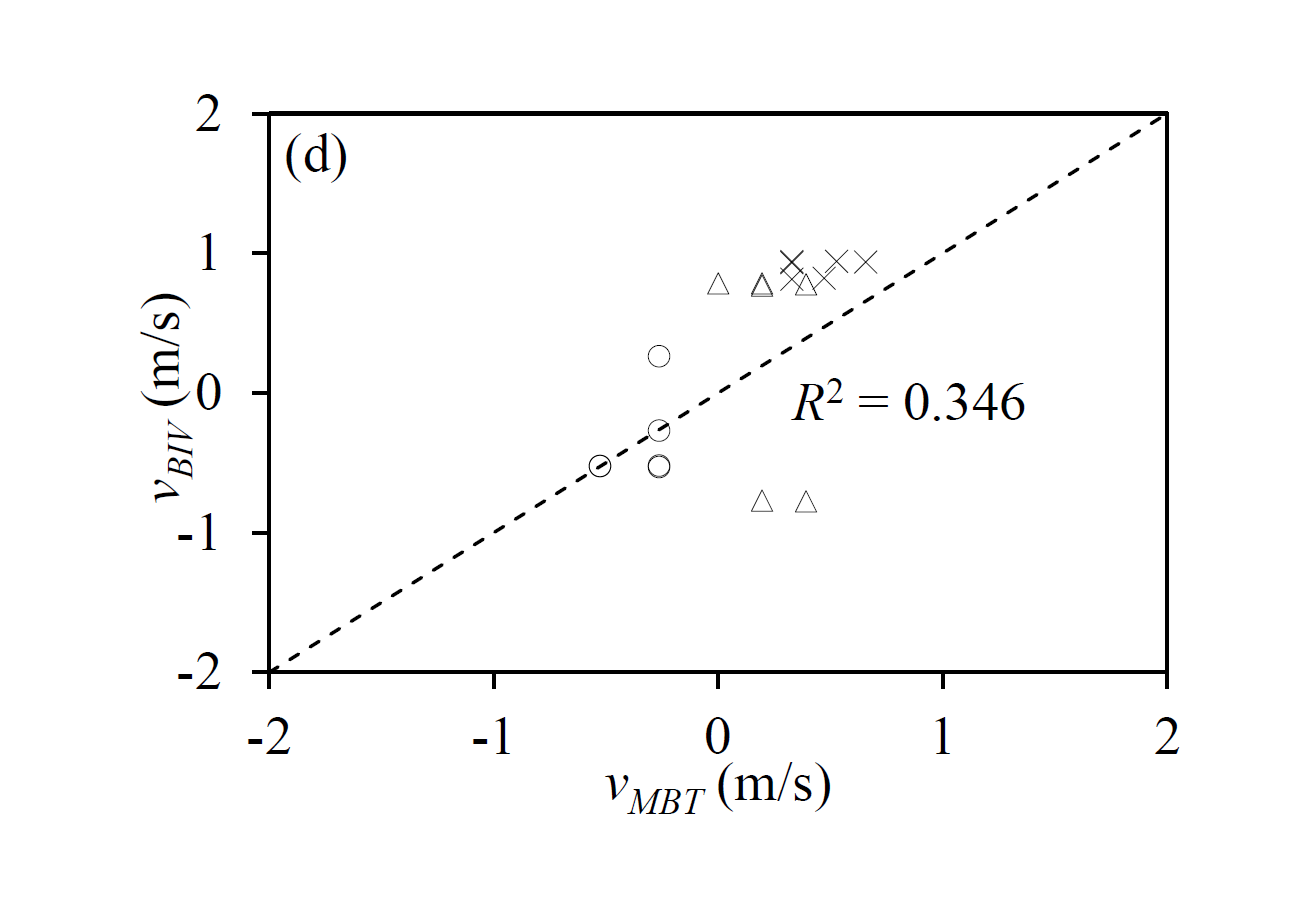 2
(d)
1
v_BIV (m/s)
0
R² = 0.346
-1
-2
-2 -1 0 1 2
v_MBT (m/s)